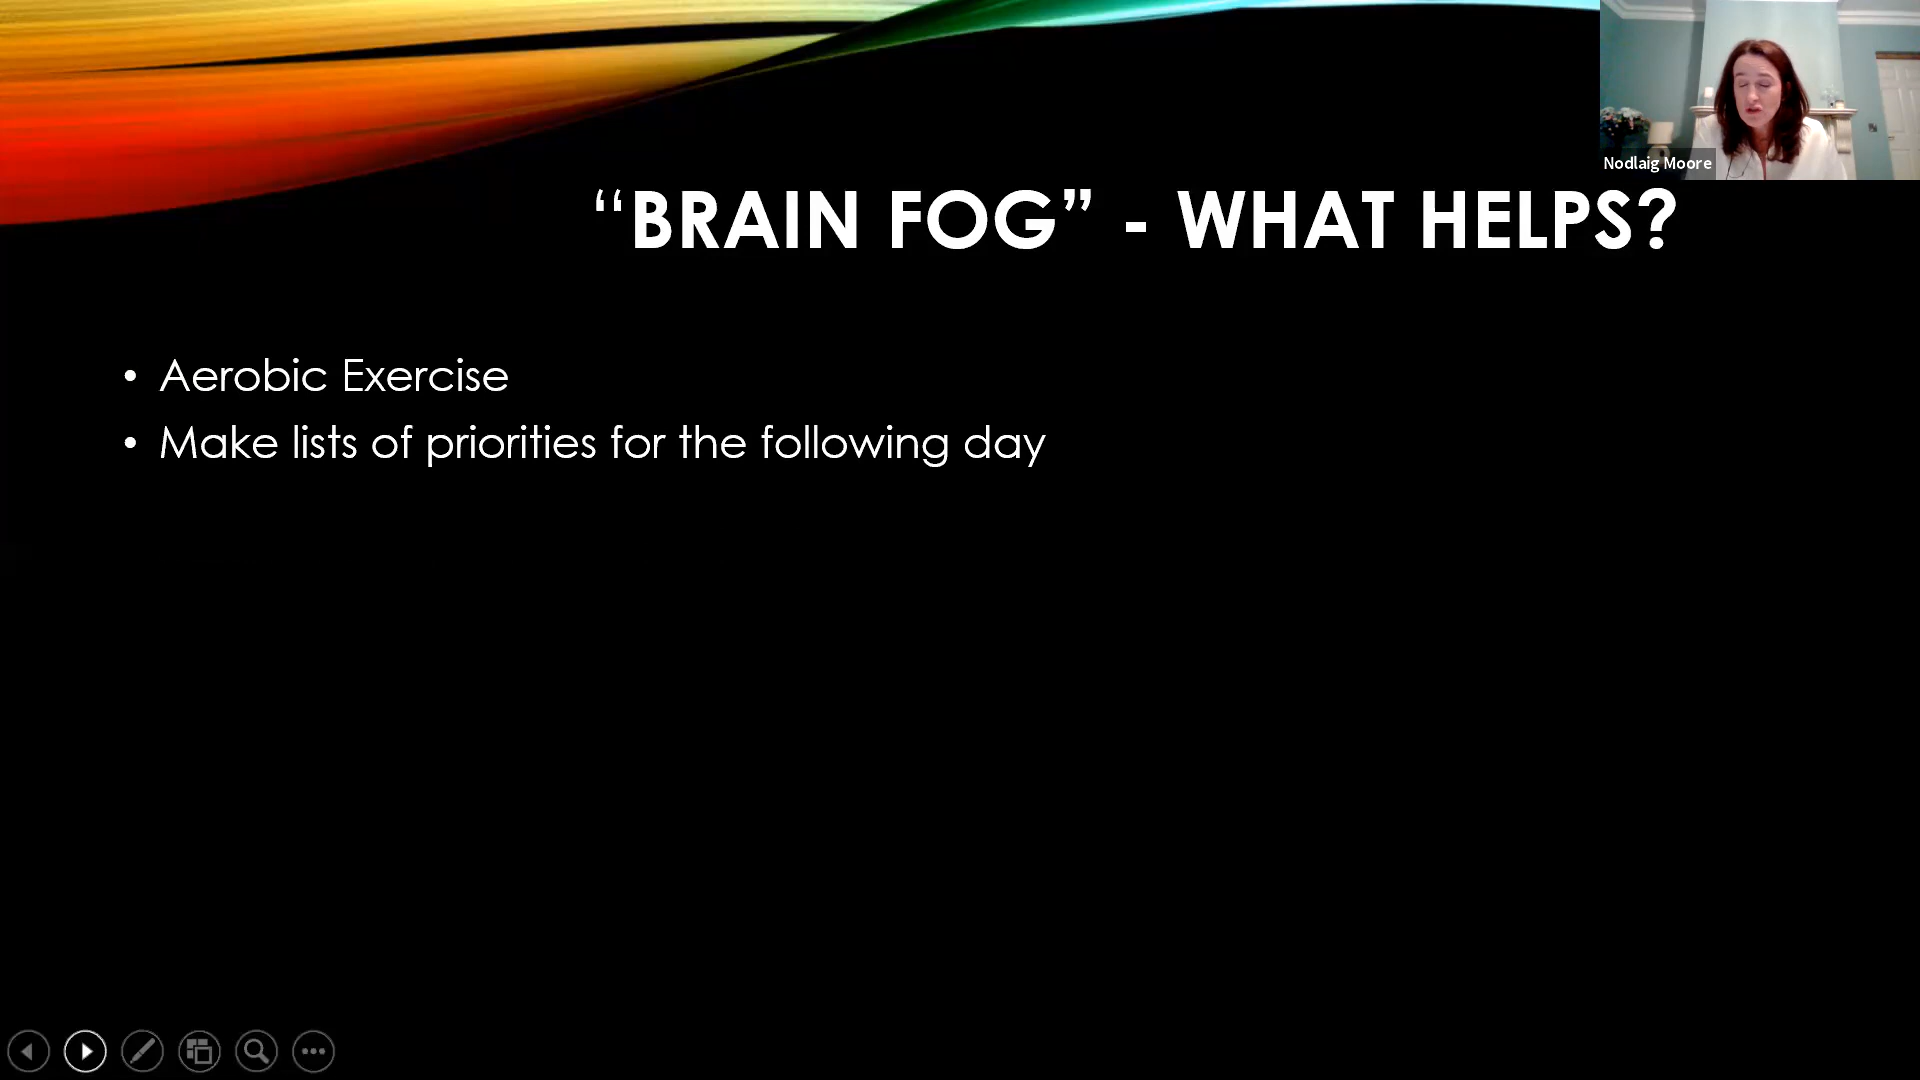 Nodlaig Moore
“BRAIN FOG” - WHAT HELPS?
• Aerobic Exercise
• Make lists of priorities for the following day